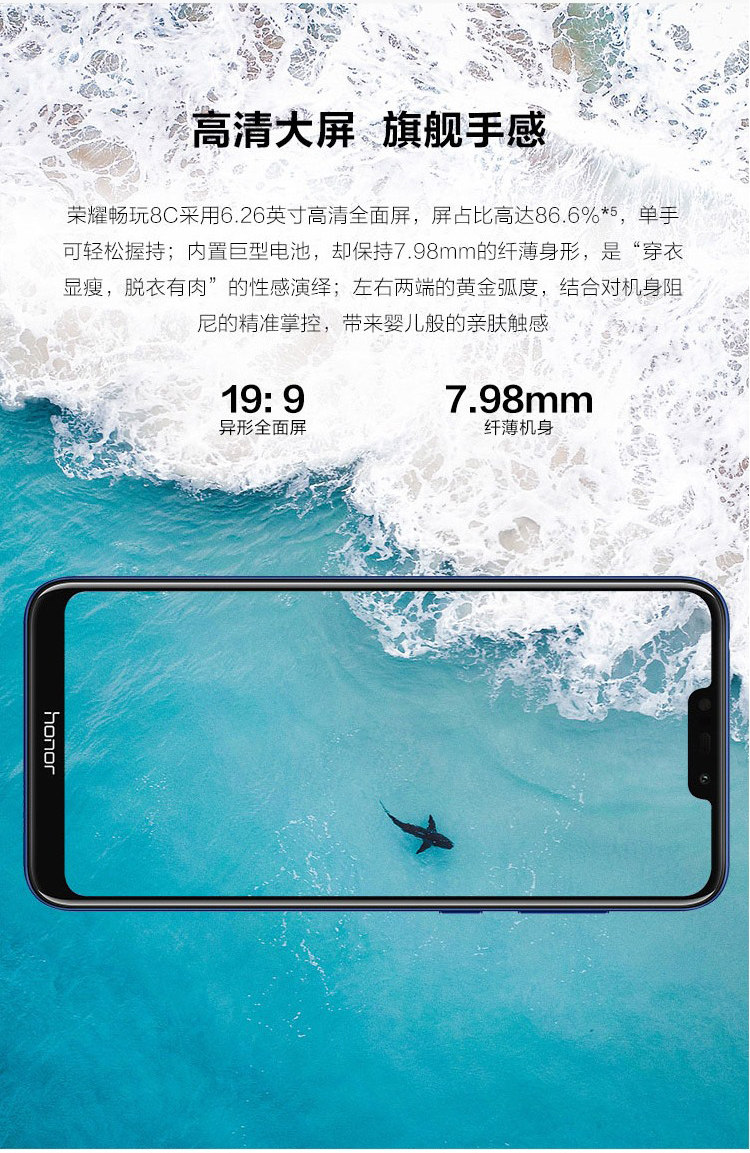 高清大屏 旗舰手感
荣耀畅玩8C采用6.26英寸高清全面屏，屏占比高达86.6%*⁵，单手
可轻松握持；内置巨型电池，却保持7.98mm的纤薄身形，是“穿衣
显瘦，脱衣有肉”的性感演绎；左右两端的黄金弧度，结合对机身阻
尼的精准掌控，带来婴儿般的亲肤触感
19:9 7.98mm
异形全面屏 纤薄机身
honor